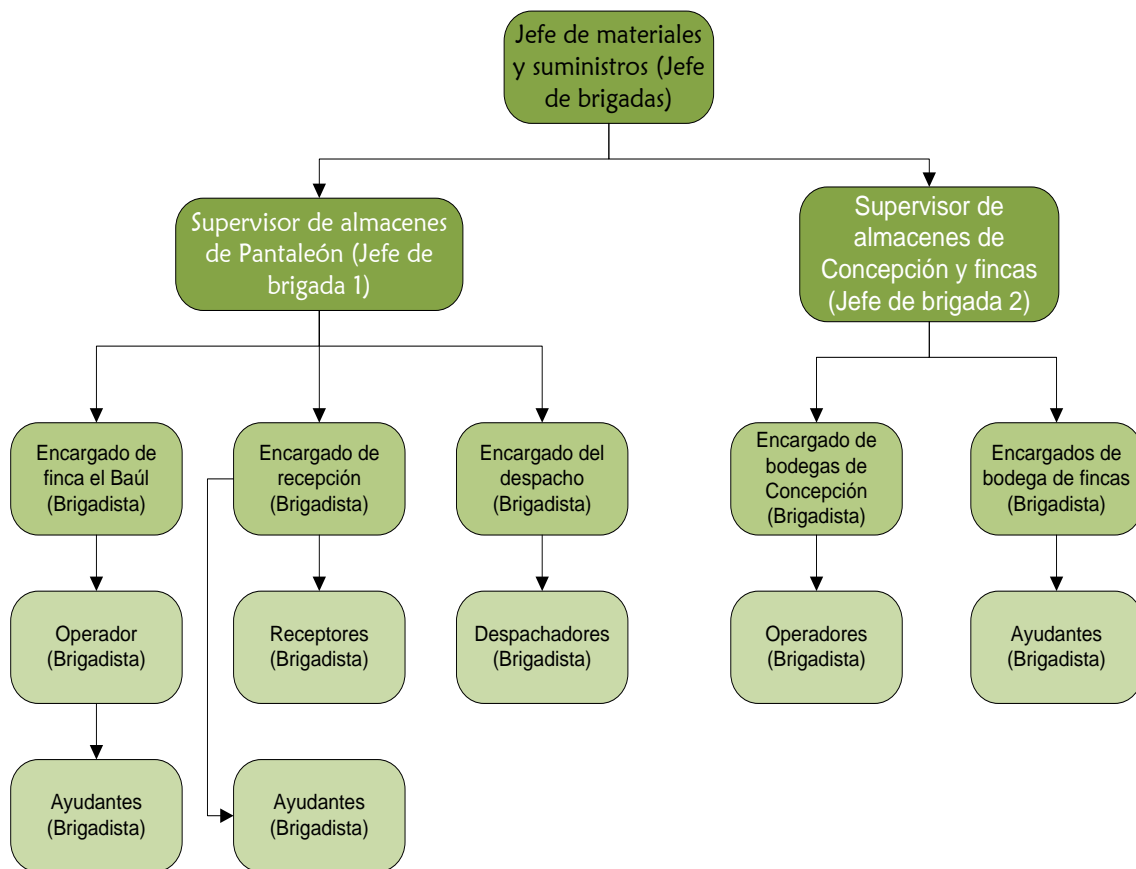 Jefe de materiales
y suministros (Jefe
de brigadas)
Supervisor de almacenes
de Pantaleón (Jefe de
brigada 1)
Supervisor de
almacenes de
Concepción y fincas
(Jefe de brigada 2)
Encargado de
finca el Baúl
(Brigadista)
Encargado de
recepción
(Brigadista)
Encargado del
despacho
(Brigadista)
Encargado de
bodegas de
Concepción
(Brigadista)
Encargados de
bodega de fincas
(Brigadista)
Operador
(Brigadista)
Receptores
(Brigadista)
Despachadores
(Brigadista)
Operadores
(Brigadista)
Ayudantes
(Brigadista)
Ayudantes
(Brigadista)
Ayudantes
(Brigadista)